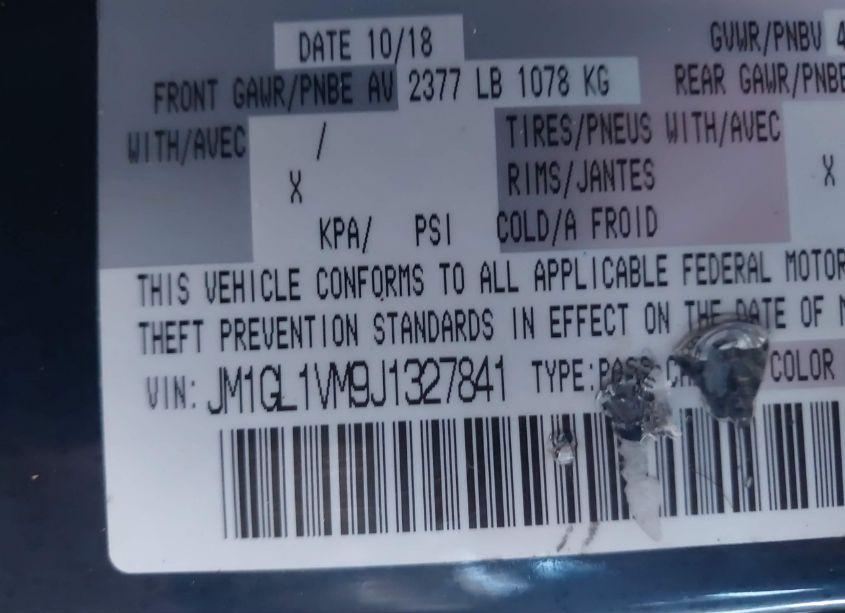 DATE 10/18 GVWR/PNBV 4
FRONT GAWR/PNBE AV 2377 LB 1078 KG REAR GAWR/PNBE
WITH/AVEC / TIRES/PNEUS WITH/AVEC
X RIMS/JANTES X
KPA/ PSI COLD/A FROID
THIS VEHICLE CONFORMS TO ALL APPLICABLE FEDERAL MOTOR
THEFT PREVENTION STANDARDS IN EFFECT ON THE DATE OF
VIN: JM1GL1VM9J1327841 TYPE: PASS COLOR